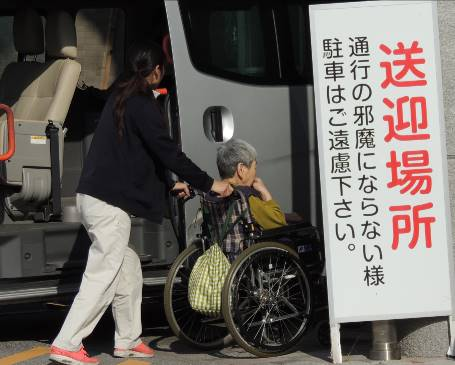 送迎場所
通行の邪魔にならない様
駐車はご遠慮下さい。